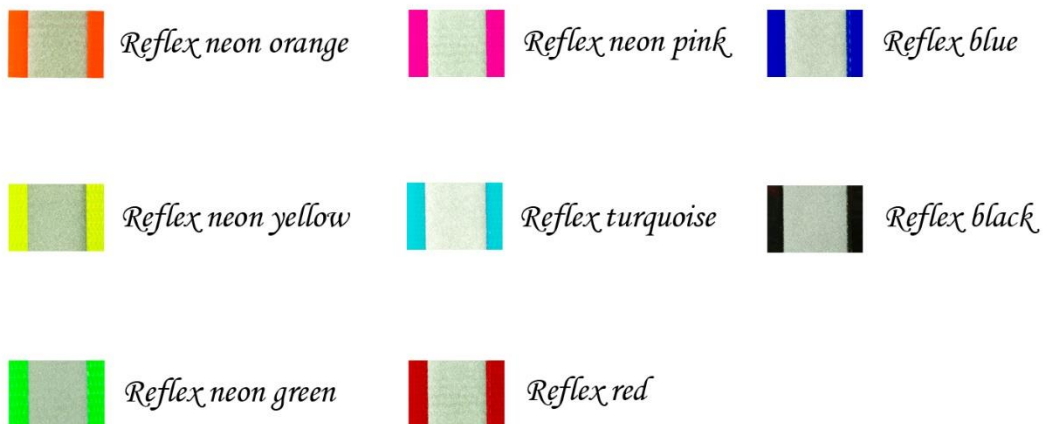 Reflex neon orange
Reflex neon pink
Reflex blue
Reflex neon yellow
Reflex turquoise
Reflex black
Reflex neon green
Reflex red